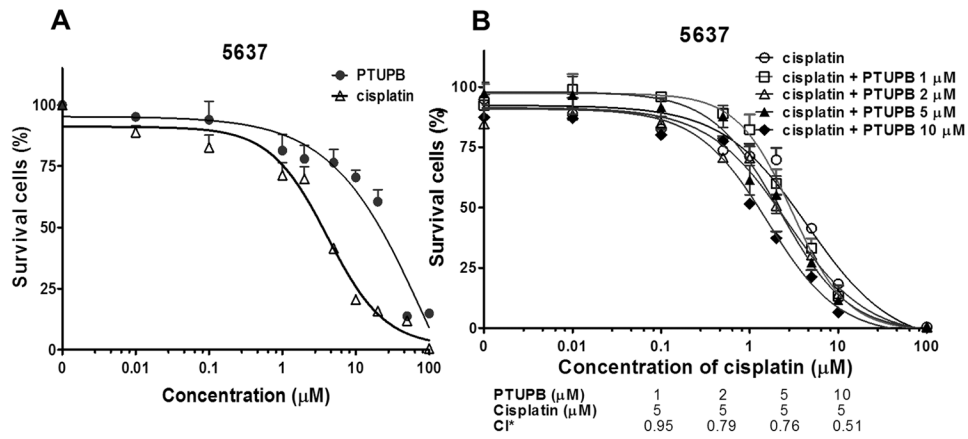 A
5637
PTUPB
cisplatin
Survival cells (%)
100
75
50
25
0
0 0.01 0.1 1 10 100
Concentration (μM)
B
5637
cisplatin
cisplatin + PTUPB 1 μM
cisplatin + PTUPB 2 μM
cisplatin + PTUPB 5 μM
cisplatin + PTUPB 10 μM
Survival cells (%)
100
75
50
25
0
0 0.01 0.1 1 10 100
Concentration of cisplatin (μM)
PTUPB (μM) 1 2 5 10
Cisplatin (μM) 5 5 5 5
CI* 0.95 0.79 0.76 0.51